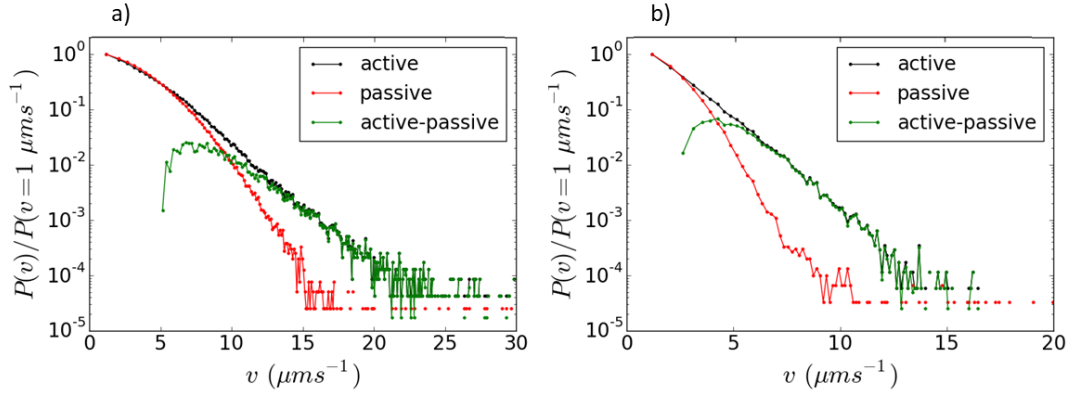 a)
P(v)/P(v=1 μms⁻¹)
10⁰
10⁻¹
10⁻²
10⁻³
10⁻⁴
10⁻⁵
active
passive
active-passive
0 5 10 15 20 25 30
v (μms⁻¹)
b)
P(v)/P(v=1 μms⁻¹)
10⁰
10⁻¹
10⁻²
10⁻³
10⁻⁴
10⁻⁵
active
passive
active-passive
0 5 10 15 20
v (μms⁻¹)